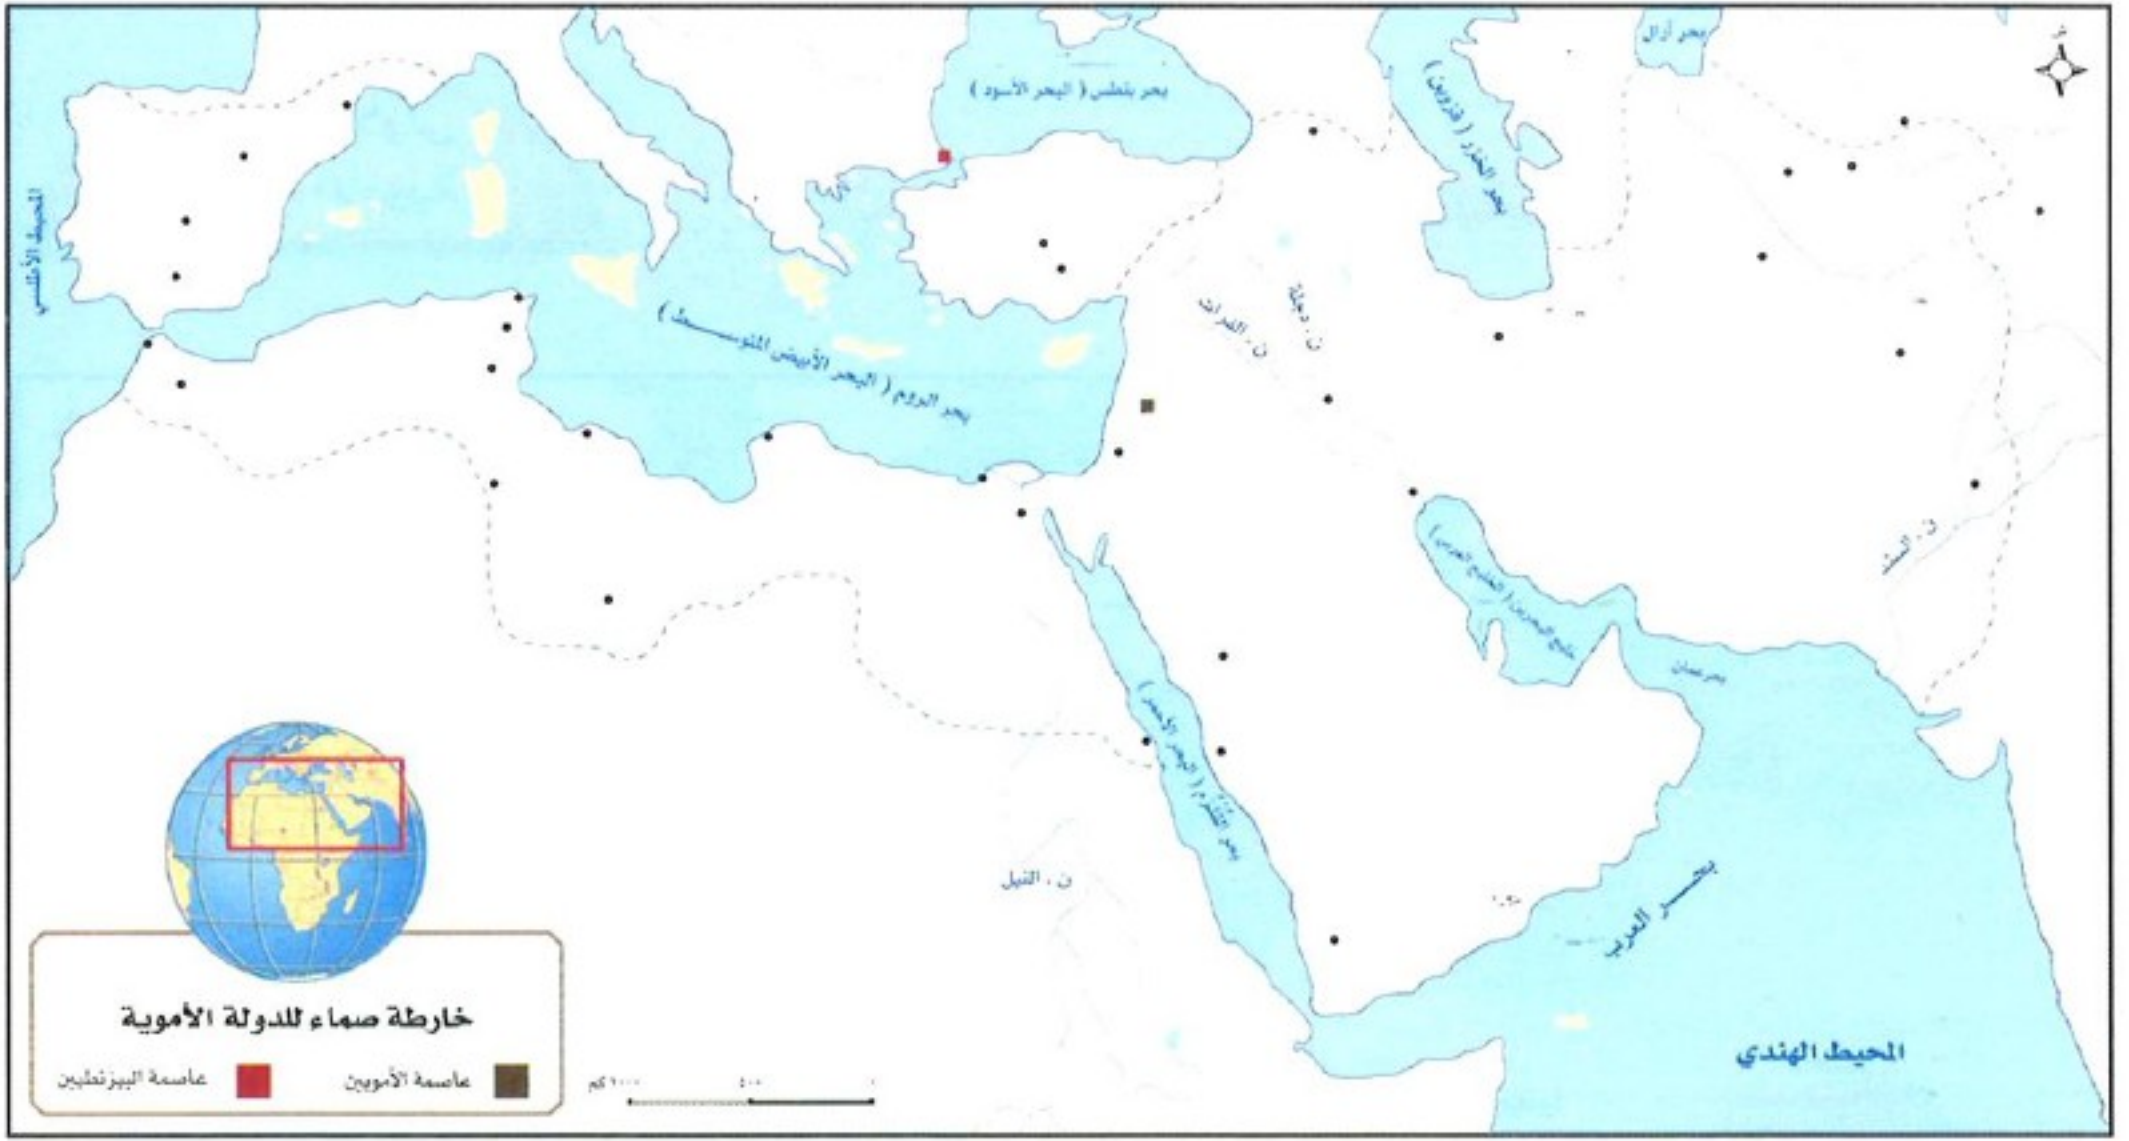 بحر آرال
ش
بحر بنطس ( البحر الأسود )
بحر الخزر ( قزوين )
المحيط الأطلسي
ن . دجلة
ن . الفرات
بحر الروم ( البحر الأبيض المتوسط )
ن . السند
خليج البحرين ( الخليج العربي )
بحر عمان
بحر القلزم ( البحر الأحمر )
ن . النيل
بحر العرب
المحيط الهندي
خارطة صماء للدولة الأموية
عاصمة الأمويين
عاصمة البيزنطيين